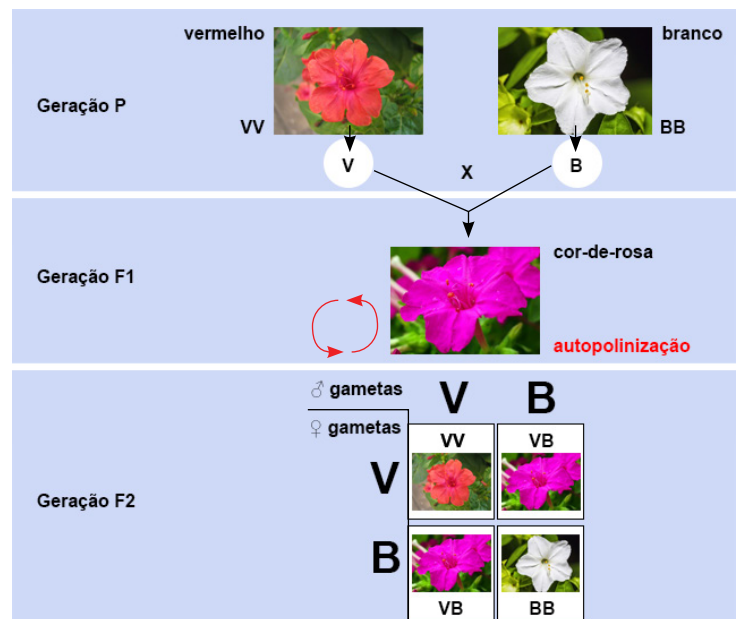 vermelho
branco
Geração P
VV
BB
V
X
B
Geração F1
cor-de-rosa
autopolinização
♂ gametas
V B
♀ gametas
VV
VB
V
Geração F2
B
VB
BB